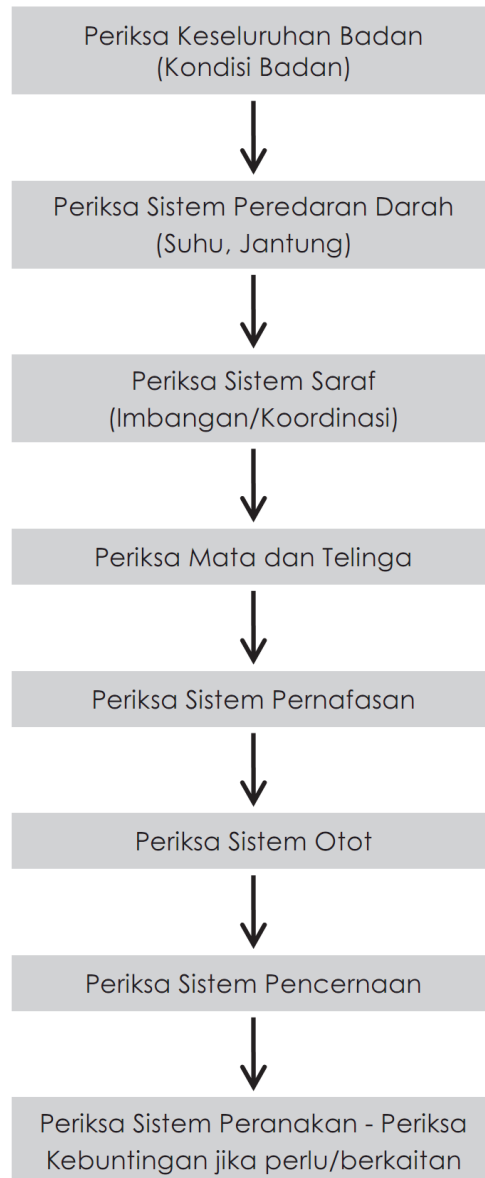 Periksa Keseluruhan Badan
(Kondisi Badan)
Periksa Sistem Peredaran Darah
(Suhu, Jantung)
Periksa Sistem Saraf
(Imbangan/Koordinasi)
Periksa Mata dan Telinga
Periksa Sistem Pernafasan
Periksa Sistem Otot
Periksa Sistem Pencernaan
Periksa Sistem Peranakan - Periksa
Kebuntingan jika perlu/berkaitan